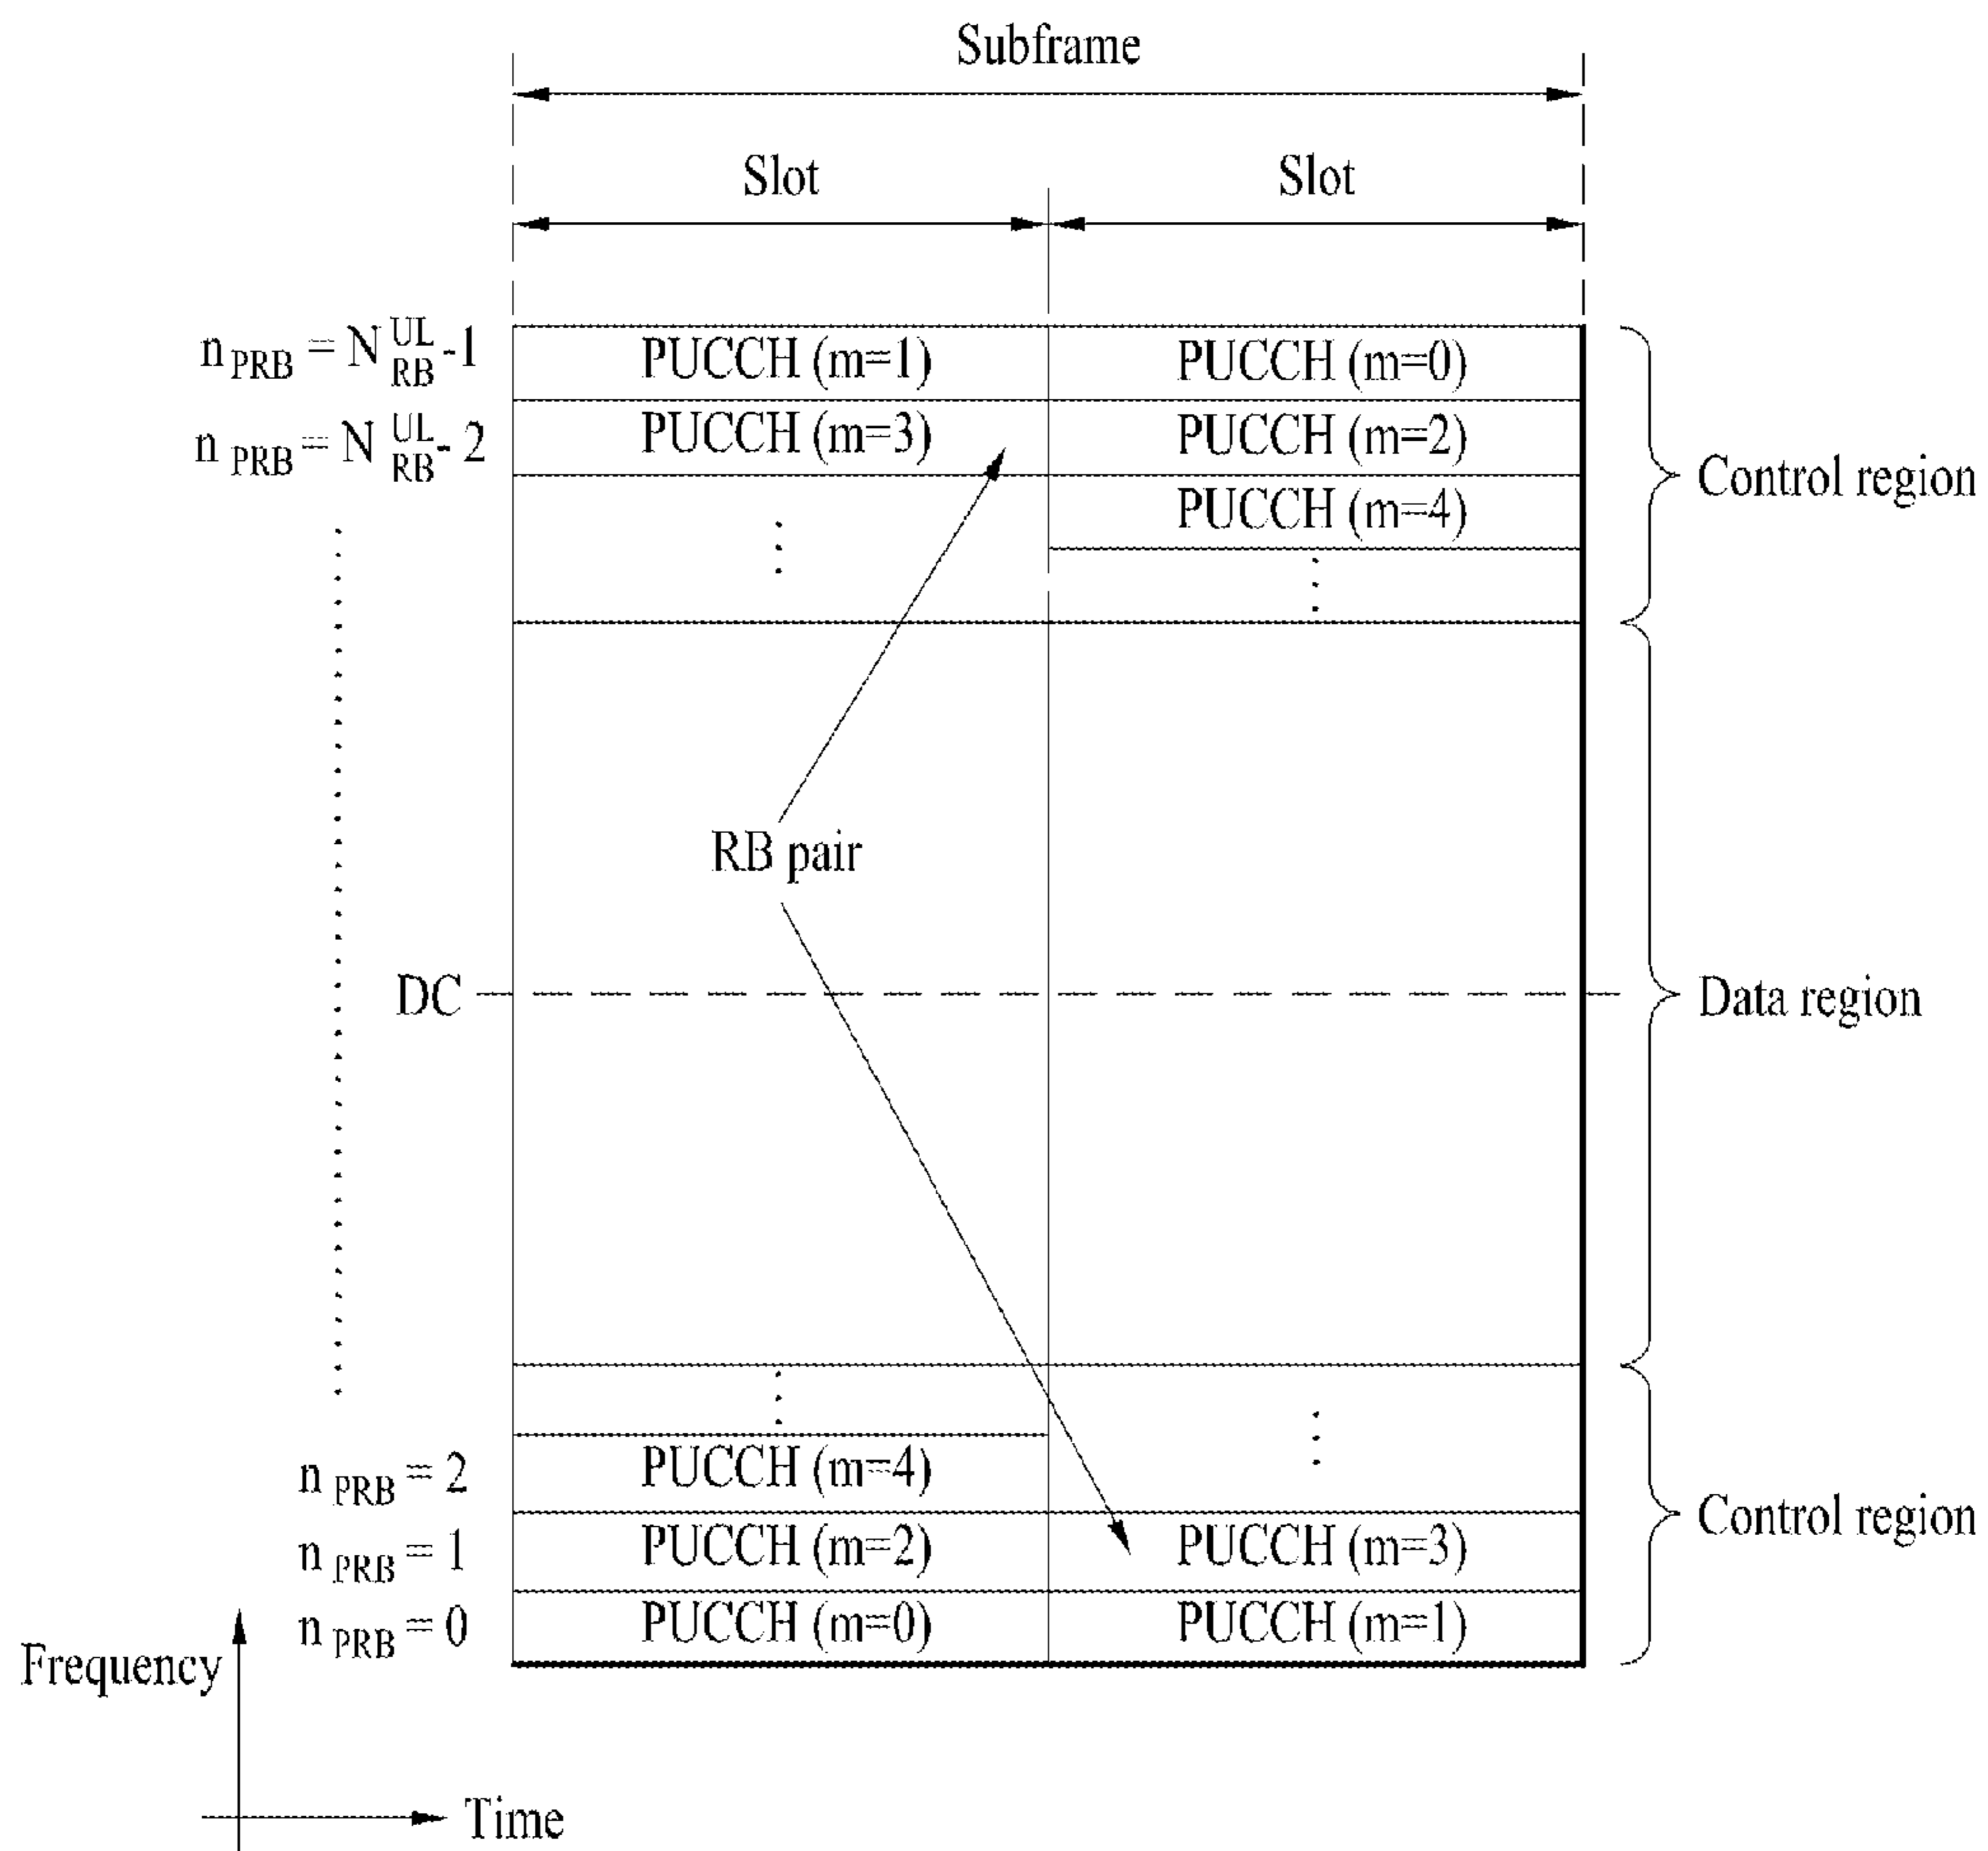 Subframe
Slot Slot
n PRB = N UL RB -1 PUCCH (m=1) PUCCH (m=0)
n PRB = N UL RB - 2 PUCCH (m=3) PUCCH (m=2)
Control region
PUCCH (m=4)
RB pair
DC
Data region
n PRB = 2 PUCCH (m=4)
Control region
n PRB = 1 PUCCH (m=2) PUCCH (m=3)
n PRB = 0 PUCCH (m=0) PUCCH (m=1)
Frequency
Time